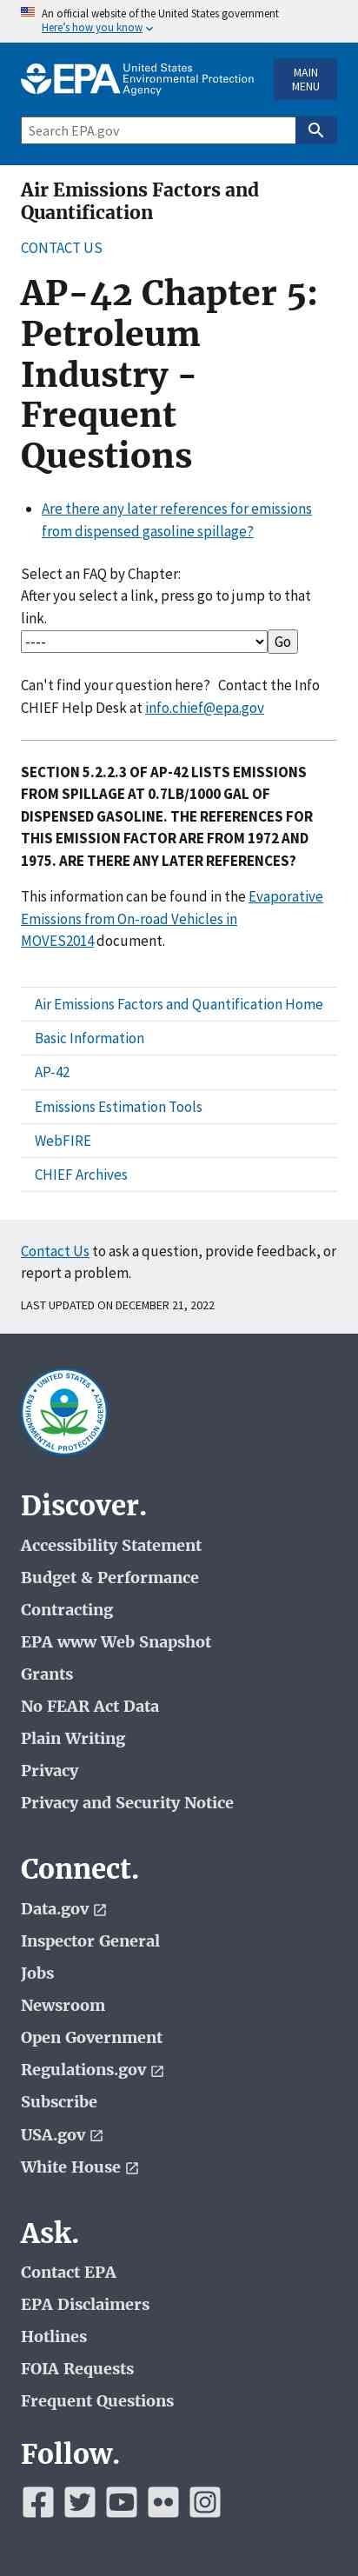 An official website of the United States government
Here's how you know
EPA United States
Environmental Protection
Agency
MAIN
MENU
Search EPA.gov
Air Emissions Factors and
Quantification
CONTACT US
AP-42 Chapter 5:
Petroleum
Industry -
Frequent
Questions
Are there any later references for emissions
from dispensed gasoline spillage?
Select an FAQ by Chapter:
After you select a link, press go to jump to that
link.
----
Go
Can't find your question here? Contact the Info
CHIEF Help Desk at info.chief@epa.gov
SECTION 5.2.2.3 OF AP-42 LISTS EMISSIONS
FROM SPILLAGE AT 0.7LB/1000 GAL OF
DISPENSED GASOLINE. THE REFERENCES FOR
THIS EMISSION FACTOR ARE FROM 1972 AND
1975. ARE THERE ANY LATER REFERENCES?
This information can be found in the Evaporative
Emissions from On-road Vehicles in
MOVES2014 document.
Air Emissions Factors and Quantification Home
Basic Information
AP-42
Emissions Estimation Tools
WebFIRE
CHIEF Archives
Contact Us to ask a question, provide feedback, or
report a problem.
LAST UPDATED ON DECEMBER 21, 2022
UNITED STATES
ENVIRONMENTAL PROTECTION AGENCY
Discover.
Accessibility Statement
Budget & Performance
Contracting
EPA www Web Snapshot
Grants
No FEAR Act Data
Plain Writing
Privacy
Privacy and Security Notice
Connect.
Data.gov
Inspector General
Jobs
Newsroom
Open Government
Regulations.gov
Subscribe
USA.gov
White House
Ask.
Contact EPA
EPA Disclaimers
Hotlines
FOIA Requests
Frequent Questions
Follow.